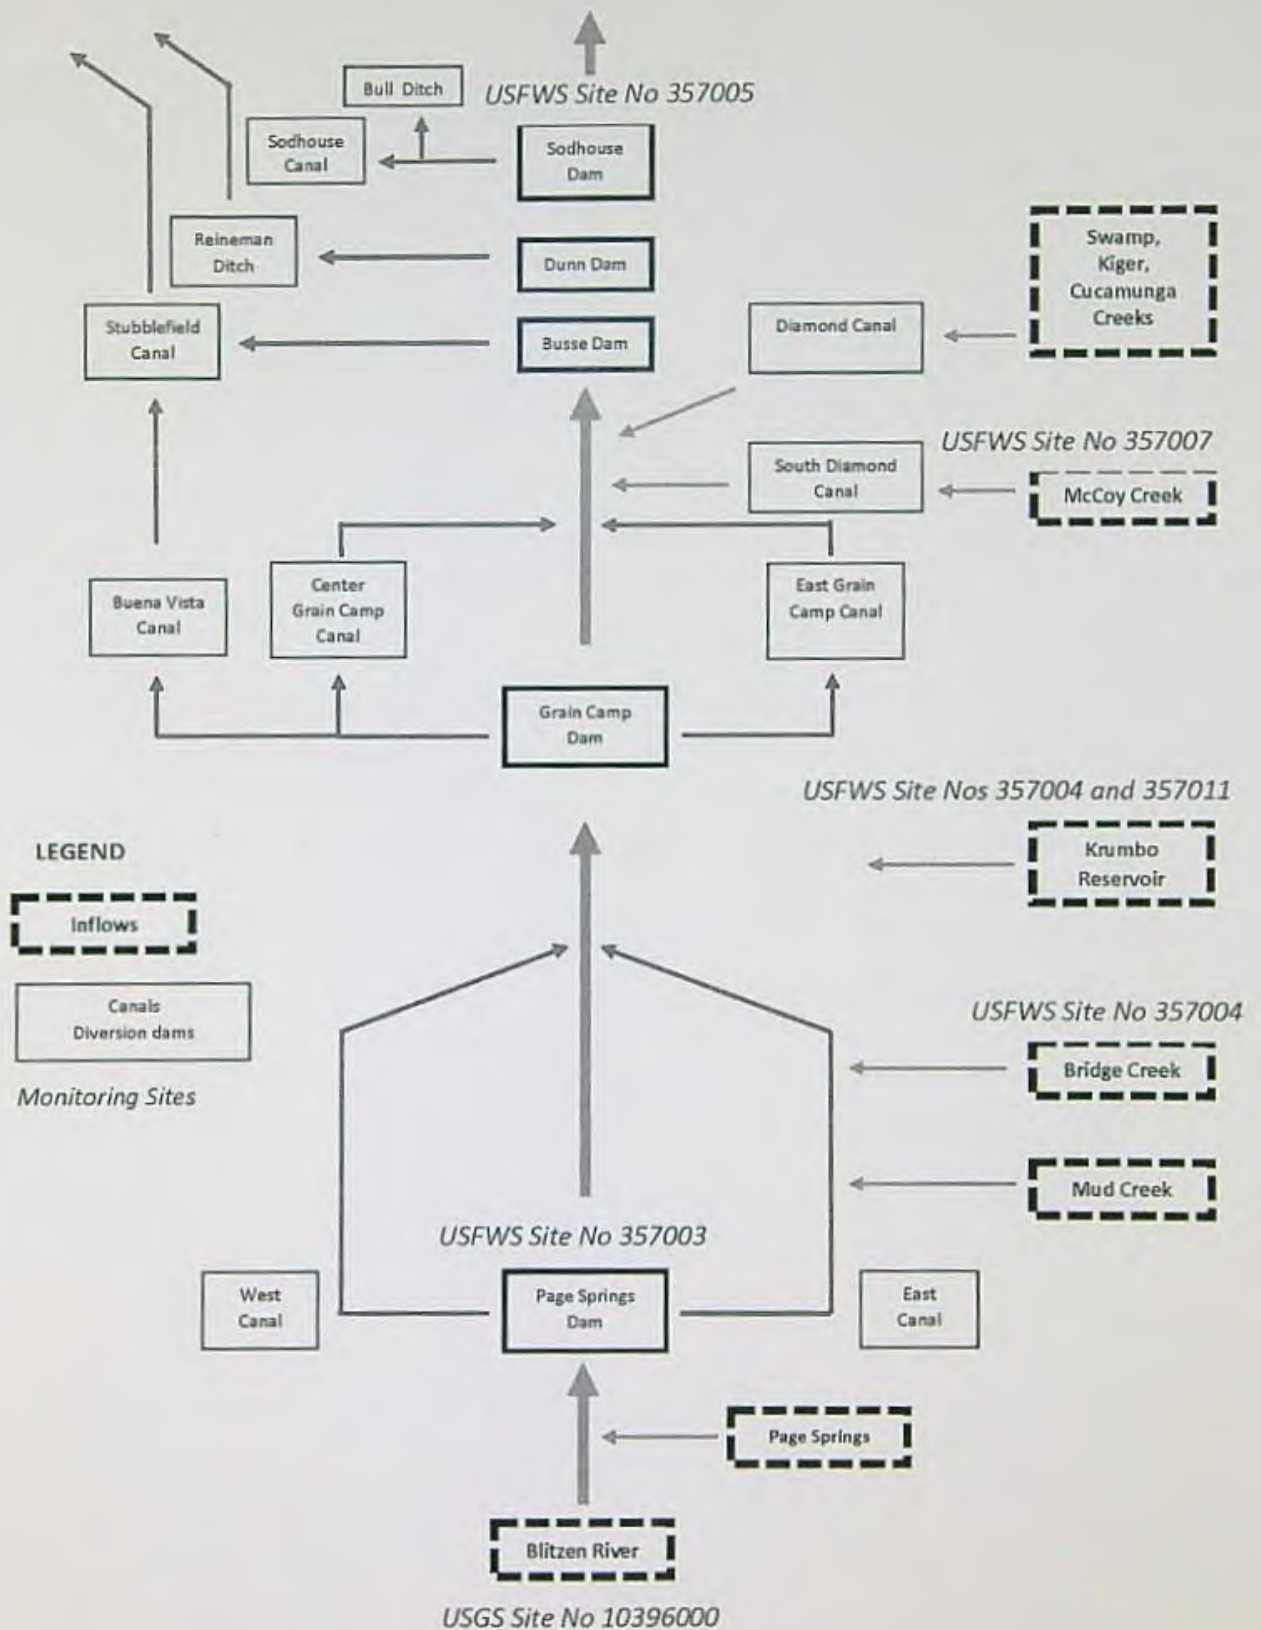 Bull Ditch
USFWS Site No 357005
Sodhouse
Canal
Sodhouse
Dam
Reineman
Ditch
Dunn Dam
Swamp,
Kiger,
Cucamunga
Creeks
Stubblefield
Canal
Busse Dam
Diamond Canal
USFWS Site No 357007
South Diamond
Canal
McCoy Creek
Buena Vista
Canal
Center
Grain Camp
Canal
East Grain
Camp Canal
Grain Camp
Dam
USFWS Site Nos 357004 and 357011
Krumbo
Reservoir
LEGEND
Inflows
Canals
Diversion dams
Monitoring Sites
USFWS Site No 357004
Bridge Creek
Mud Creek
USFWS Site No 357003
West
Canal
Page Springs
Dam
East
Canal
Page Springs
Blitzen River
USGS Site No 10396000